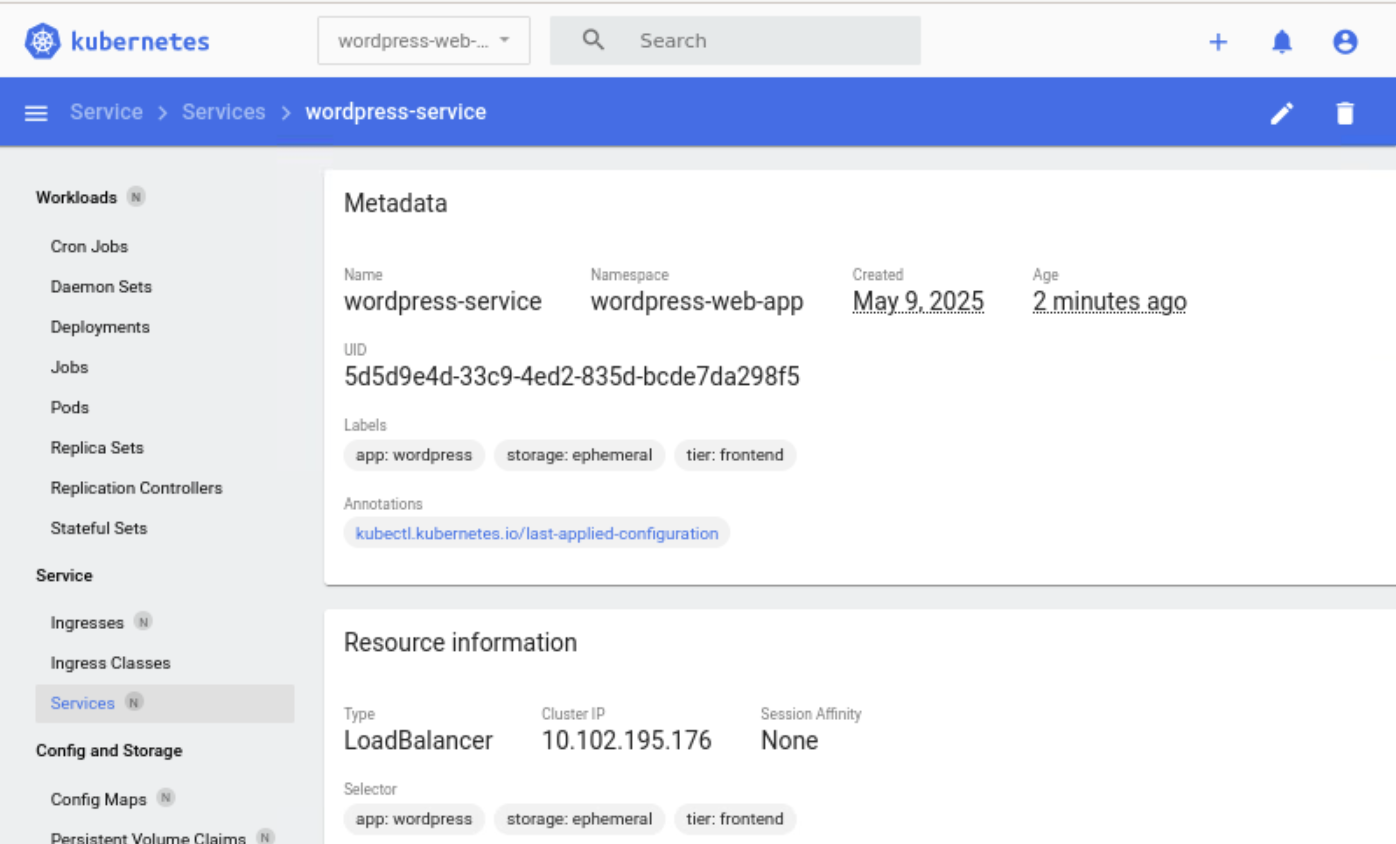 kubernetes
wordpress-web-...
Search
Service > Services > wordpress-service
Workloads N
Cron Jobs
Daemon Sets
Deployments
Jobs
Pods
Replica Sets
Replication Controllers
Stateful Sets
Service
Ingresses N
Ingress Classes
Services N
Config and Storage
Config Maps N
Persistent Volume Claims N
Metadata
Name Namespace Created Age
wordpress-service wordpress-web-app May 9, 2025 2 minutes ago
UID
5d5d9e4d-33c9-4ed2-835d-bcde7da298f5
Labels
app: wordpress storage: ephemeral tier: frontend
Annotations
kubectl.kubernetes.io/last-applied-configuration
Resource information
Type Cluster IP Session Affinity
LoadBalancer 10.102.195.176 None
Selector
app: wordpress storage: ephemeral tier: frontend